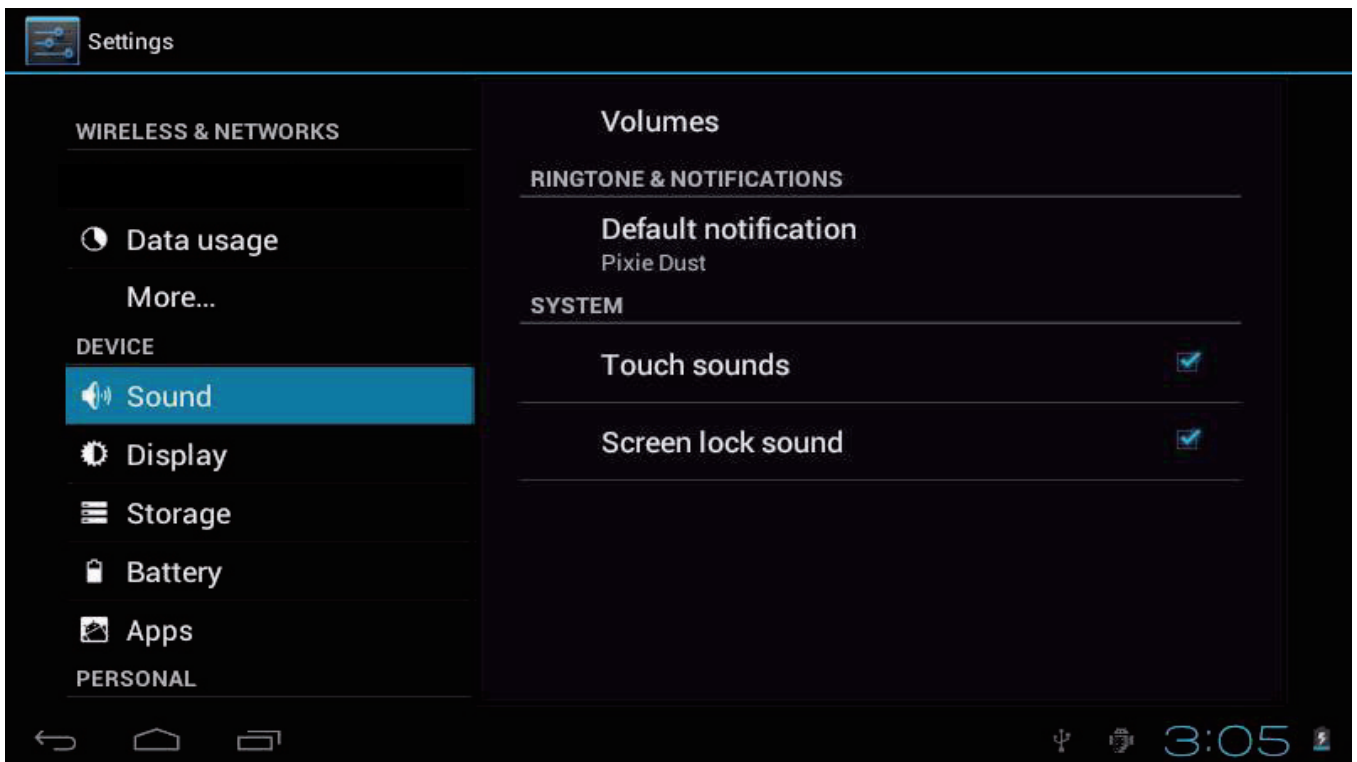 Settings
WIRELESS & NETWORKS
Data usage
More...
DEVICE
Sound
Display
Storage
Battery
Apps
PERSONAL
Volumes
RINGTONE & NOTIFICATIONS
Default notification
Pixie Dust
SYSTEM
Touch sounds
Screen lock sound
3:05